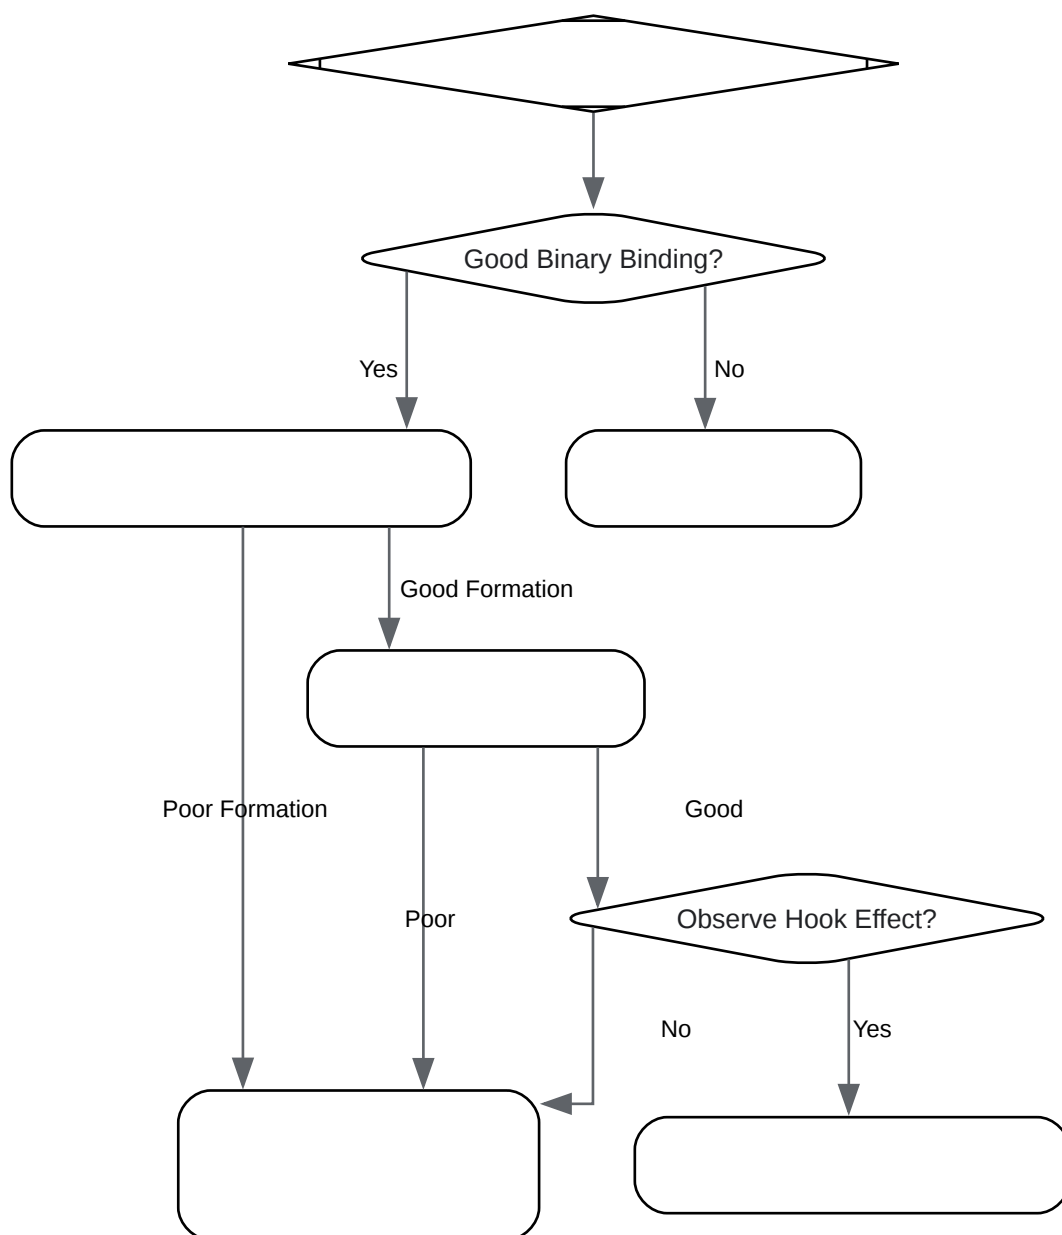 Good Binary Binding?
Yes
No
Good Formation
Poor Formation
Good
Poor
Observe Hook Effect?
No
Yes